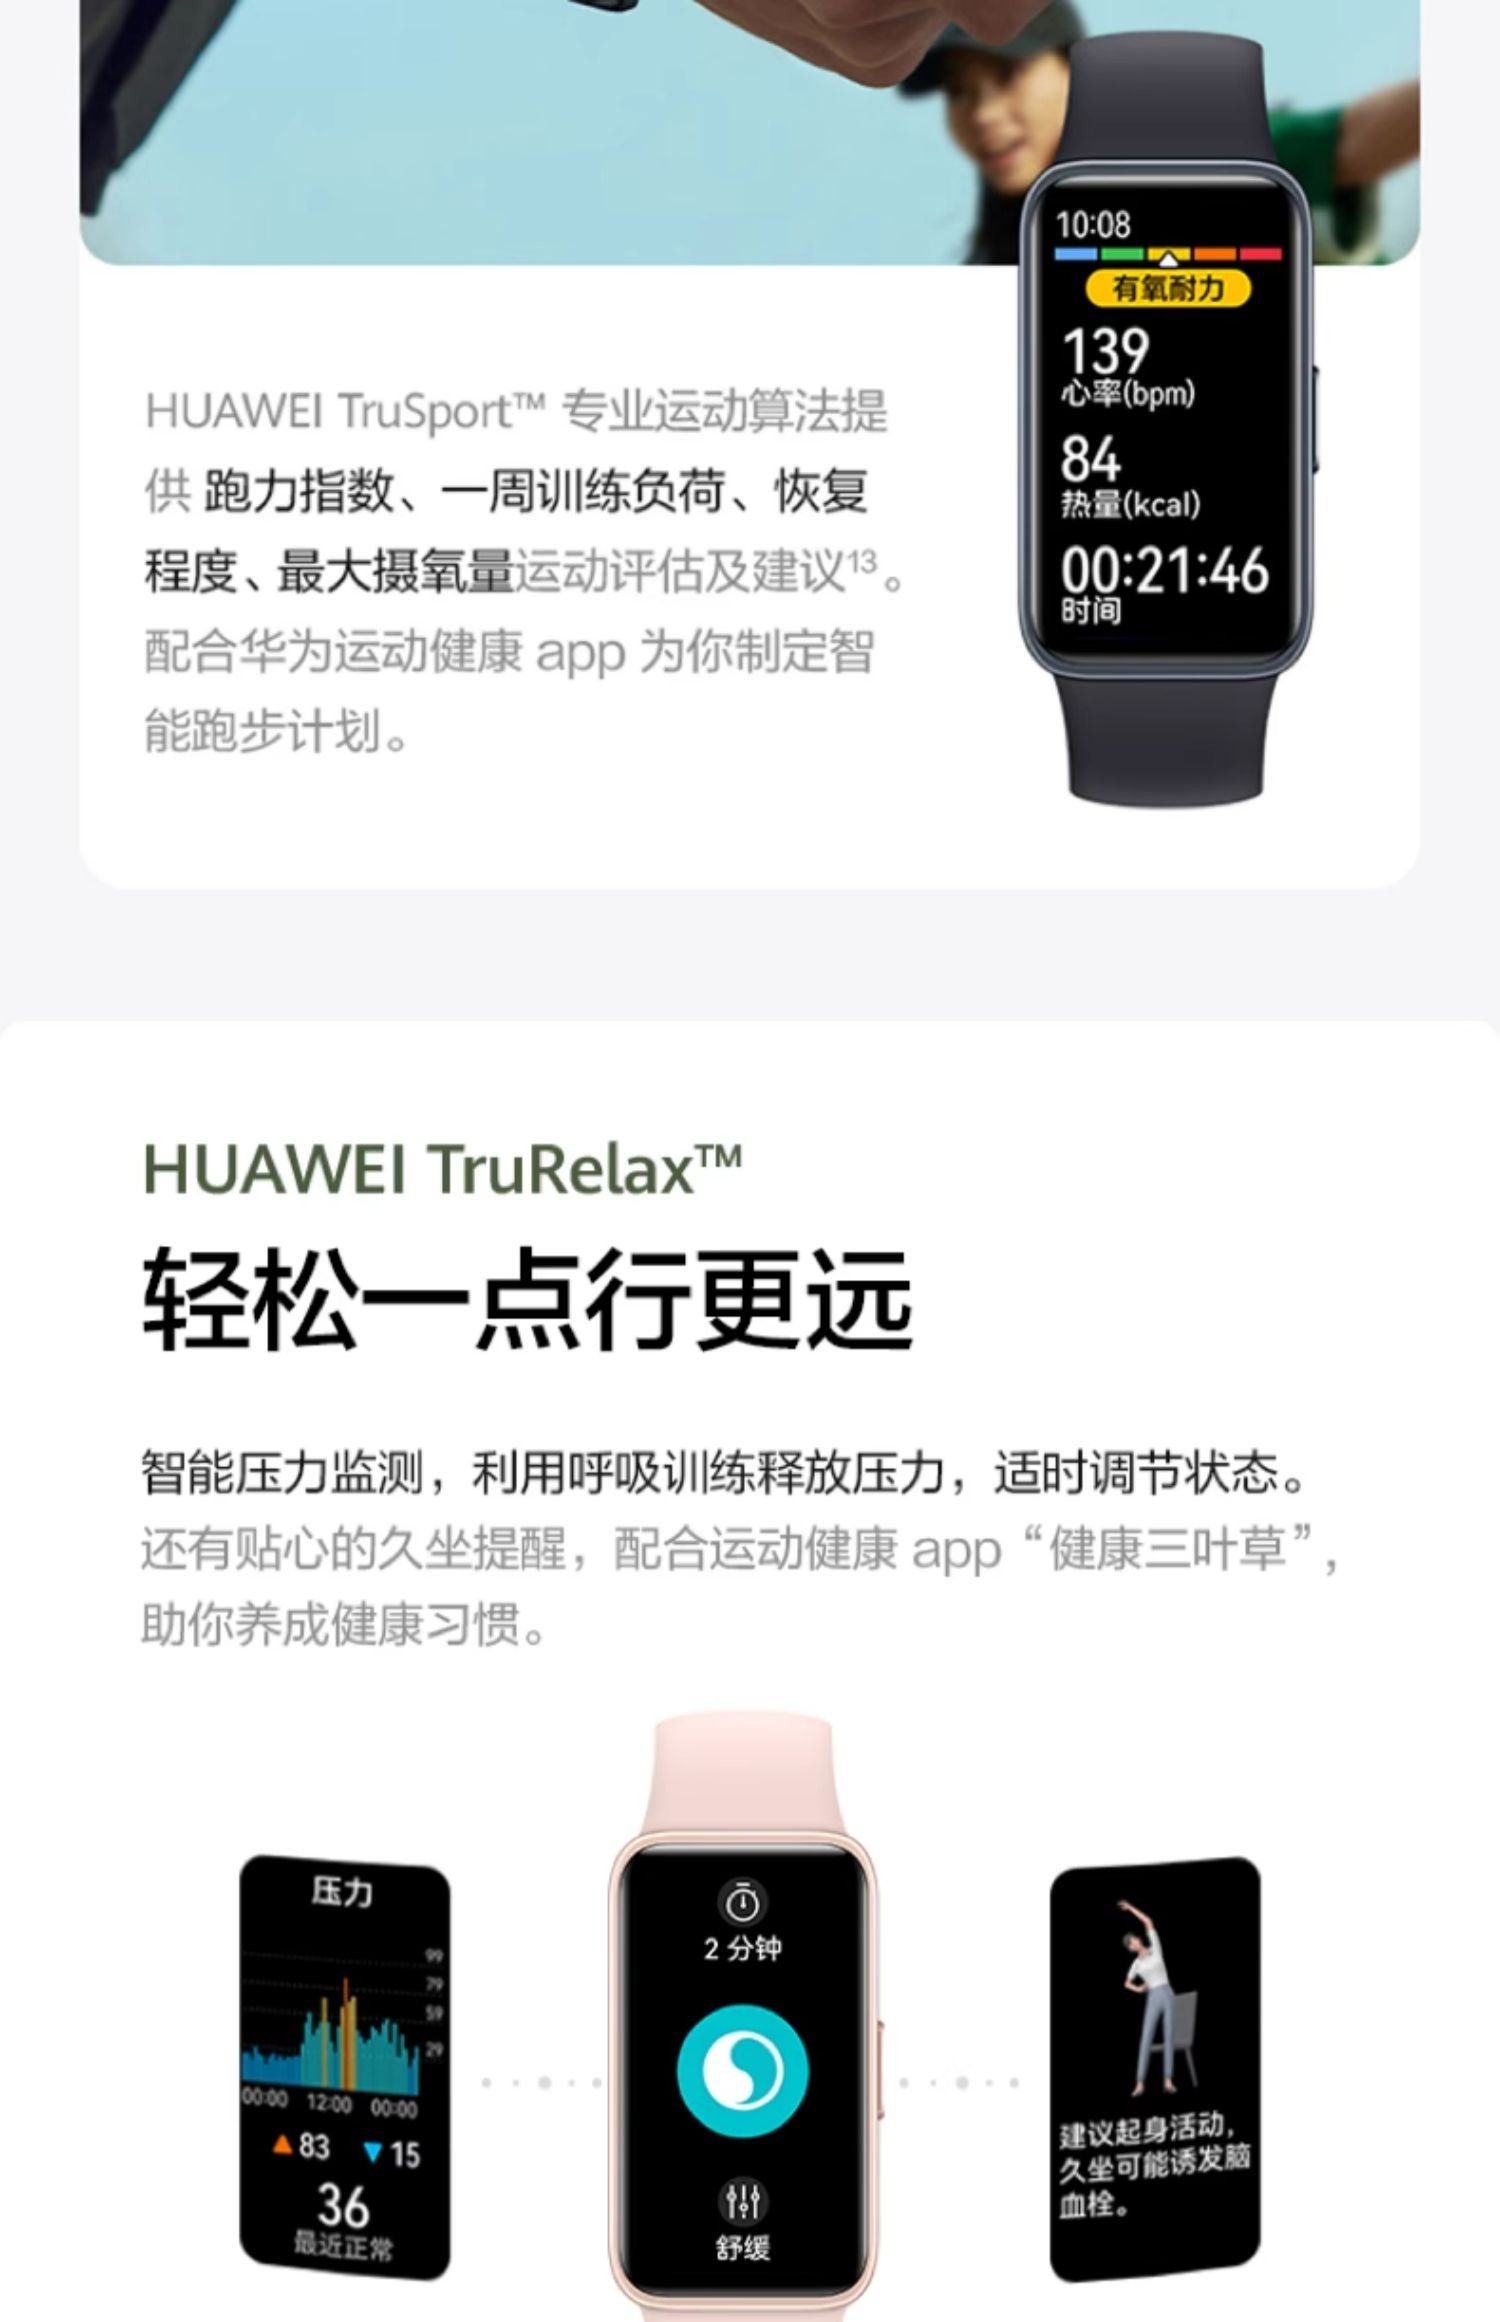 10:08
有氧耐力
139
心率(bpm)
84
热量(kcal)
00:21:46
时间
HUAWEI TruSport™ 专业运动算法提
供 跑力指数、一周训练负荷、恢复
程度、最大摄氧量运动评估及建议13。
配合华为运动健康 app 为你制定智
能跑步计划。
HUAWEI TruRelax™
轻松一点行更远
智能压力监测，利用呼吸训练释放压力，适时调节状态。
还有贴心的久坐提醒，配合运动健康 app“健康三叶草”，
助你养成健康习惯。
压力
99
79
59
29
00:00 12:00 00:00
83 15
36
最近正常
2 分钟
舒缓
建议起身活动，
久坐可能诱发脑
血栓。